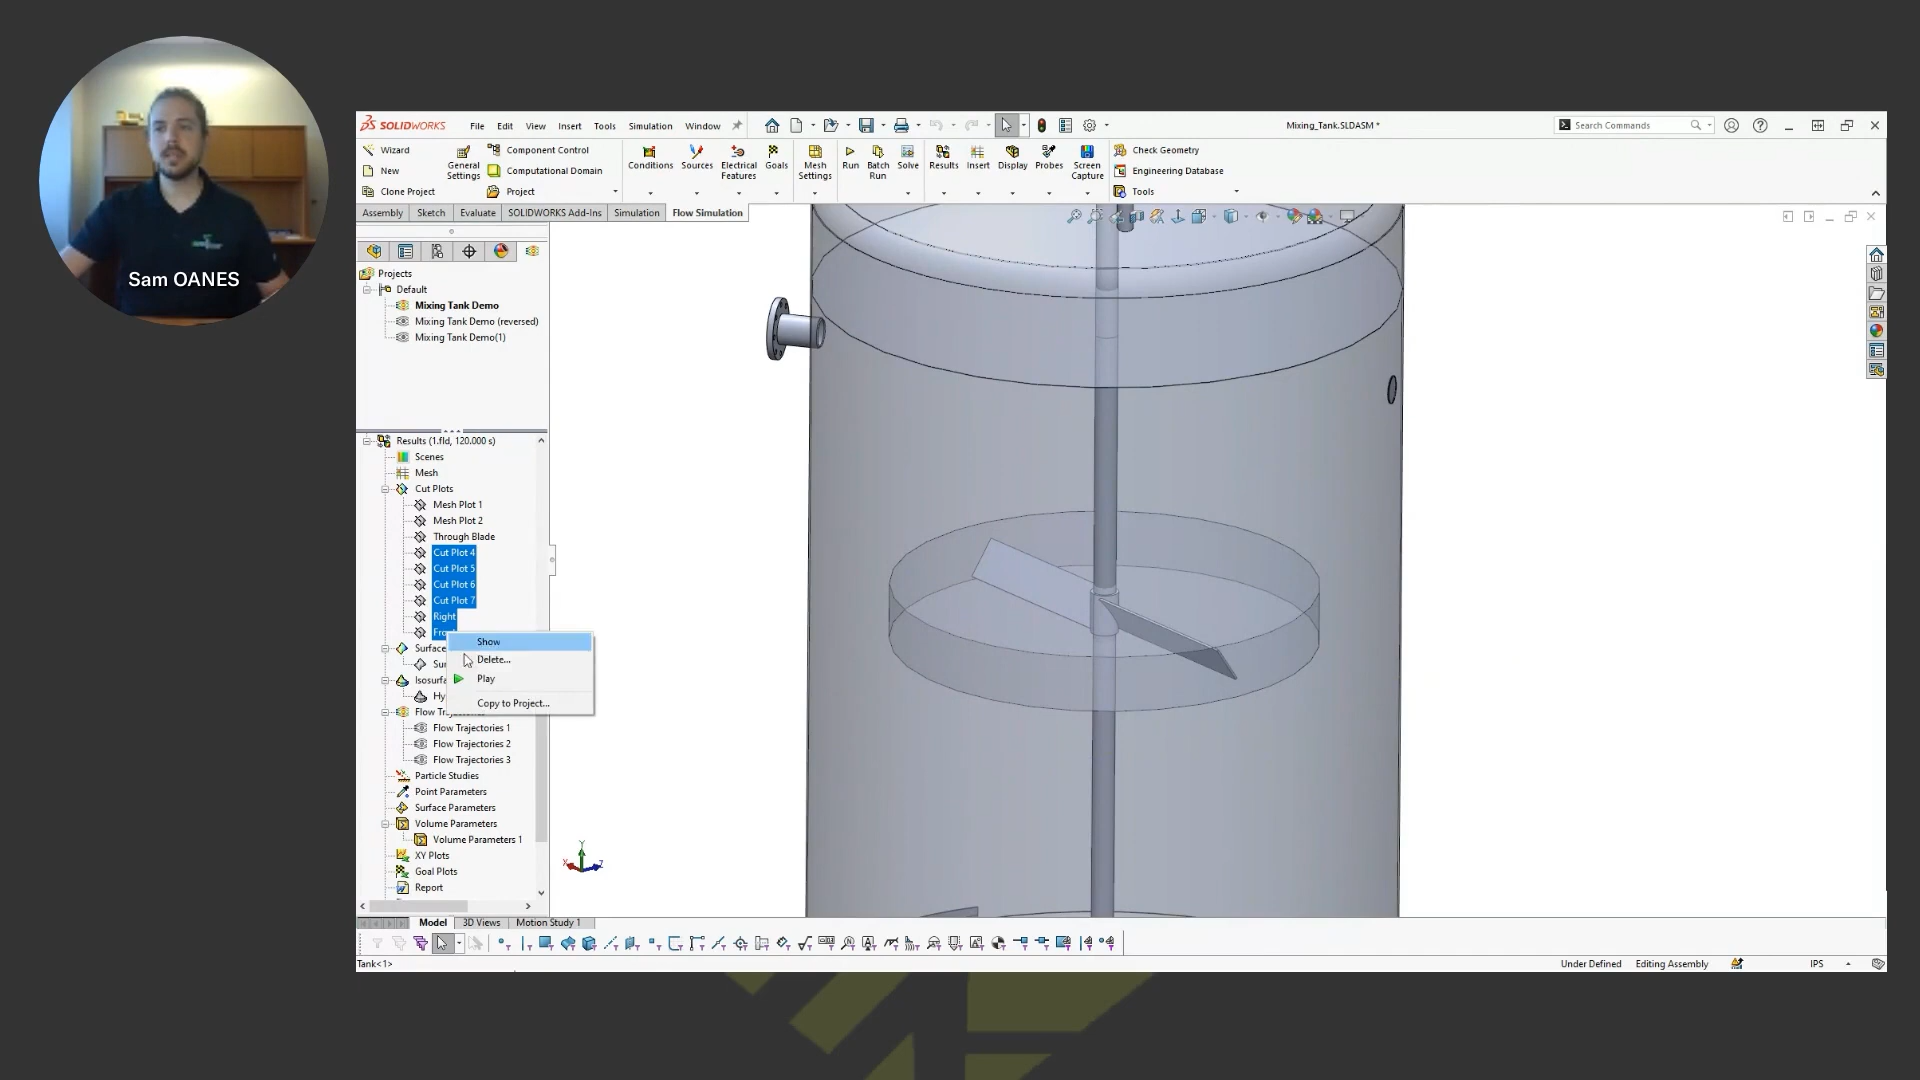 Sam OANES
SOLIDWORKS
File Edit View Insert Tools Simulation Window
Mixing_Tank.SLDASM *
Search Commands
Wizard
New
Clone Project
General Settings
Component Control
Computational Domain
Project
Conditions
Sources
Electrical Features
Goals
Mesh Settings
Run
Batch Run
Solve
Results
Insert
Display
Probes
Screen Capture
Check Geometry
Engineering Database
Tools
Assembly Sketch Evaluate SOLIDWORKS Add-Ins Simulation Flow Simulation
Projects
Default
Mixing Tank Demo
Mixing Tank Demo (reversed)
Mixing Tank Demo(1)
Results (1.fld, 120.000 s)
Scenes
Mesh
Cut Plots
Mesh Plot 1
Mesh Plot 2
Through Blade
Cut Plot 4
Cut Plot 5
Cut Plot 6
Cut Plot 7
Right
Show
Delete...
Play
Copy to Project...
Surface
Isosurfa
Flow Trajectories 1
Flow Trajectories 2
Flow Trajectories 3
Particle Studies
Point Parameters
Surface Parameters
Volume Parameters
Volume Parameters 1
XY Plots
Goal Plots
Report
Y
X
Z
Model 3D Views Motion Study 1
Tank<1>
Under Defined Editing Assembly IPS